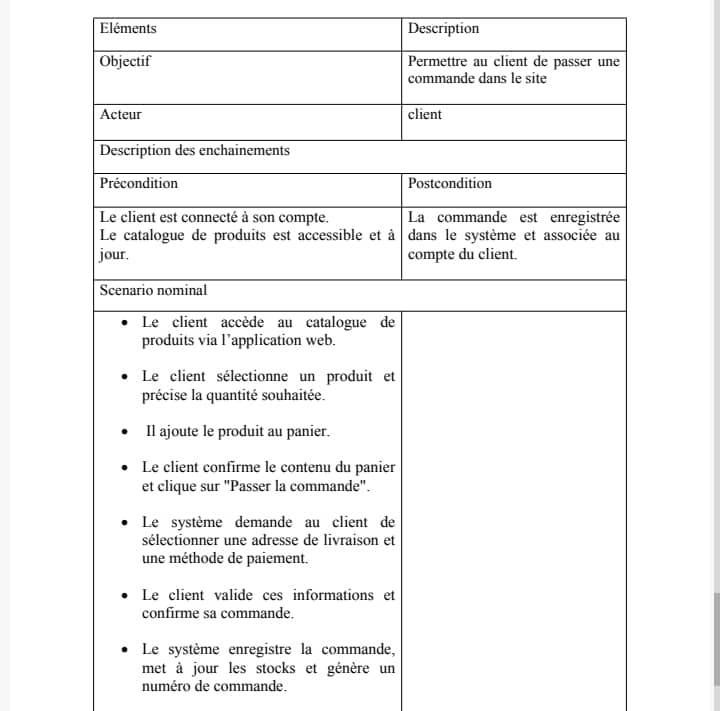 Eléments
Description
Objectif
Permettre au client de passer une
commande dans le site
Acteur
client
Description des enchainements
Précondition
Postcondition
Le client est connecté à son compte.
Le catalogue de produits est accessible et à
jour.
La commande est enregistrée
dans le système et associée au
compte du client.
Scenario nominal
• Le client accède au catalogue de
produits via l’application web.
• Le client sélectionne un produit et
précise la quantité souhaitée.
• Il ajoute le produit au panier.
• Le client confirme le contenu du panier
et clique sur "Passer la commande".
• Le système demande au client de
sélectionner une adresse de livraison et
une méthode de paiement.
• Le client valide ces informations et
confirme sa commande.
• Le système enregistre la commande,
met à jour les stocks et génère un
numéro de commande.